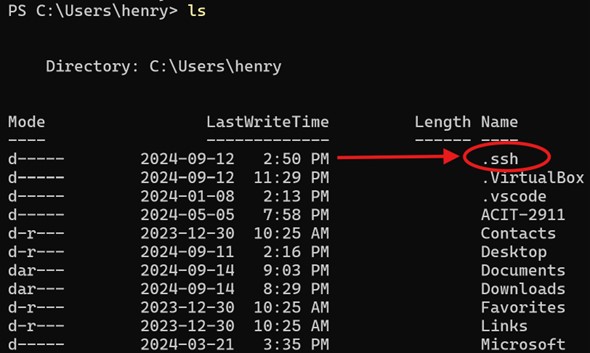 PS C:\Users\henry> ls
Directory: C:\Users\henry
Mode LastWriteTime Length Name
---- ------------- ------ ----
d----- 2024-09-12 2:50 PM .ssh
d----- 2024-09-12 11:29 PM .VirtualBox
d----- 2024-01-08 2:13 PM .vscode
d----- 2024-05-05 7:58 PM ACIT-2911
d-r--- 2023-12-30 10:25 AM Contacts
d-r--- 2024-09-11 2:16 PM Desktop
dar--- 2024-09-14 9:03 PM Documents
dar--- 2024-09-14 8:29 PM Downloads
d-r--- 2023-12-30 10:25 AM Favorites
d-r--- 2023-12-30 10:25 AM Links
d----- 2024-03-21 3:35 PM Microsoft